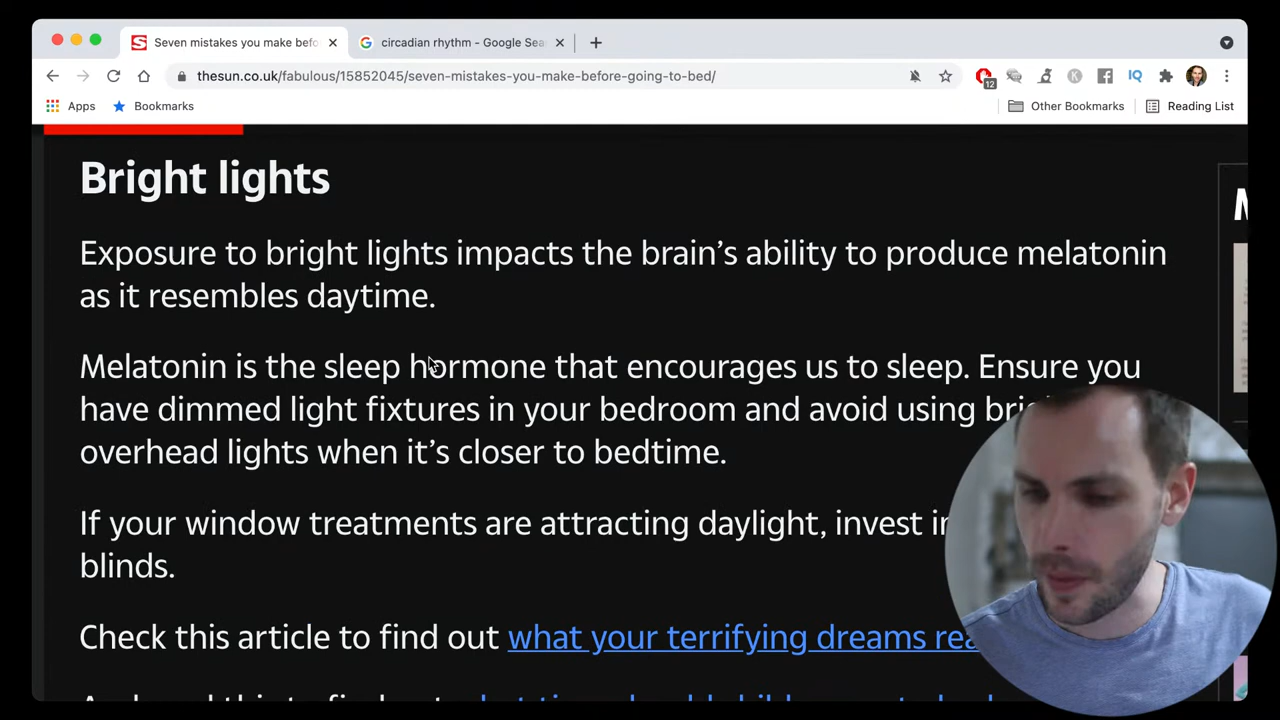 Seven mistakes you make befo
circadian rhythm - Google Sea
thesun.co.uk/fabulous/15852045/seven-mistakes-you-make-before-going-to-bed/
12
Apps
Bookmarks
Other Bookmarks
Reading List
Bright lights
Exposure to bright lights impacts the brain's ability to produce melatonin
as it resembles daytime.
Melatonin is the sleep hormone that encourages us to sleep. Ensure you
have dimmed light fixtures in your bedroom and avoid using
overhead lights when it's closer to bedtime.
If your window treatments are attracting daylight, invest
blinds.
Check this article to find out what your terrifying dreams